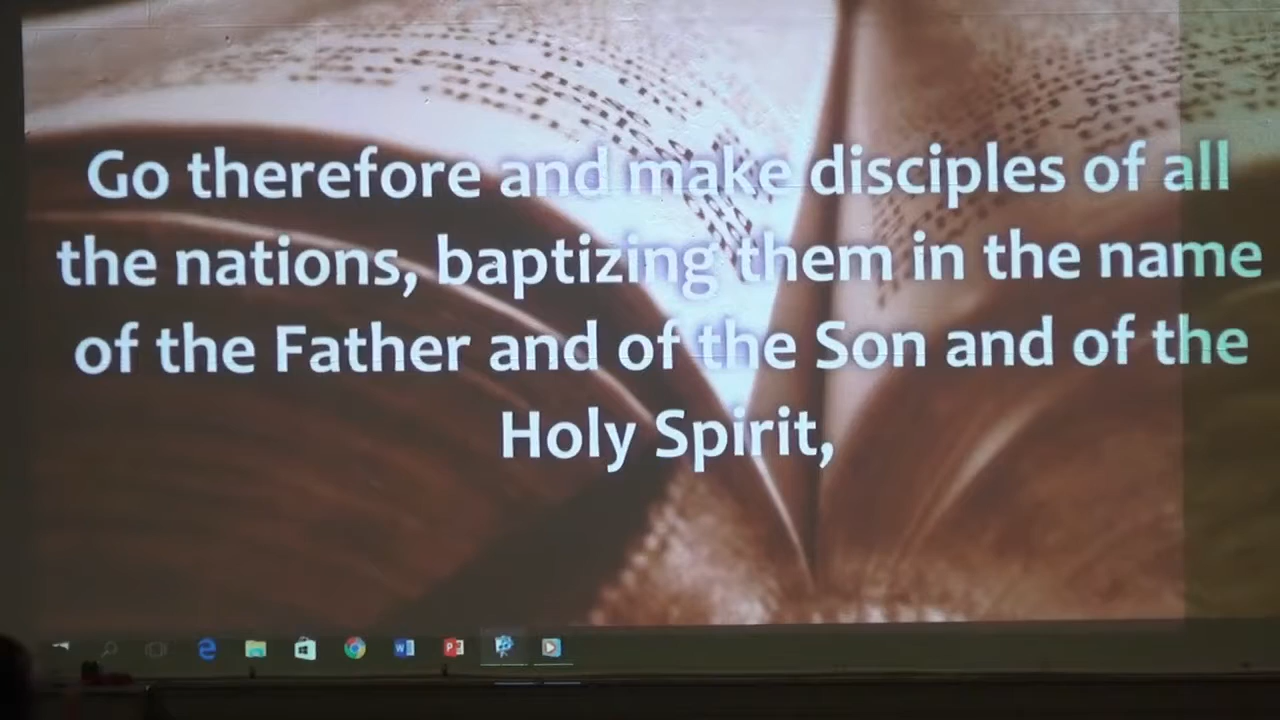 Go therefore and make disciples of all
the nations, baptizing them in the name
of the Father and of the Son and of the
Holy Spirit,